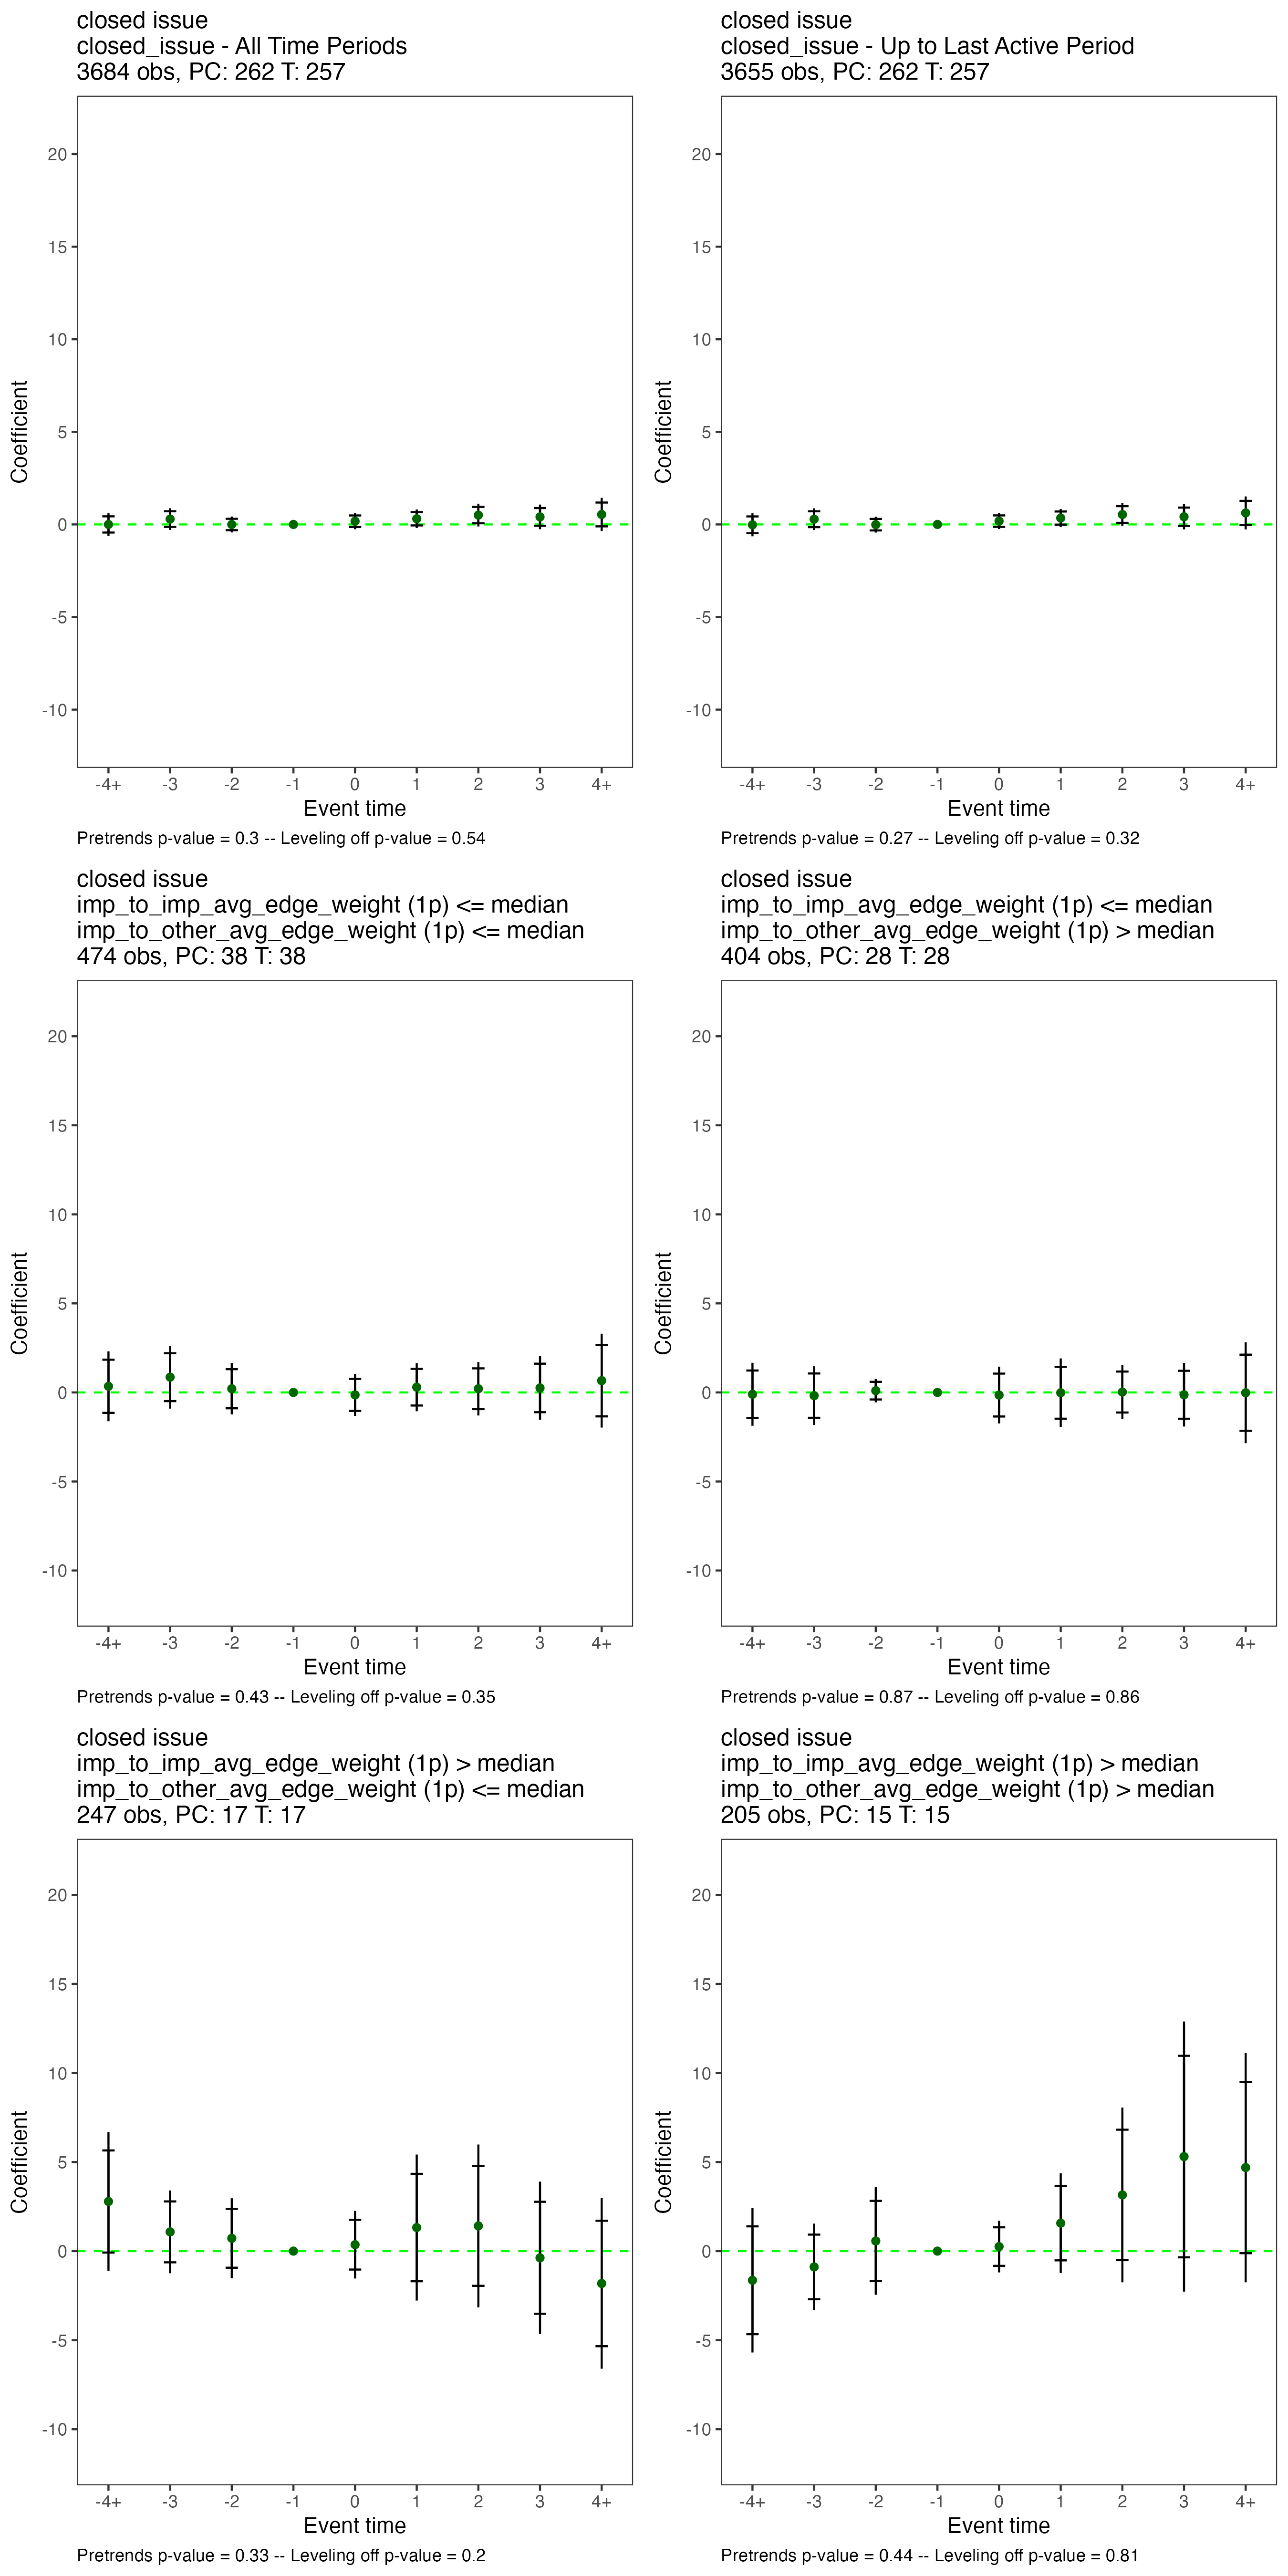 closed issue
closed_issue - All Time Periods
3684 obs, PC: 262 T: 257
20
15
10
5
0
-5
-10
Coefficient
-4+ -3 -2 -1 0 1 2 3 4+
Event time
Pretrends p-value = 0.3 -- Leveling off p-value = 0.54
closed issue
closed_issue - Up to Last Active Period
3655 obs, PC: 262 T: 257
20
15
10
5
0
-5
-10
Coefficient
-4+ -3 -2 -1 0 1 2 3 4+
Event time
Pretrends p-value = 0.27 -- Leveling off p-value = 0.32
closed issue
imp_to_imp_avg_edge_weight (1p) <= median
imp_to_other_avg_edge_weight (1p) <= median
474 obs, PC: 38 T: 38
20
15
10
5
0
-5
-10
Coefficient
-4+ -3 -2 -1 0 1 2 3 4+
Event time
Pretrends p-value = 0.43 -- Leveling off p-value = 0.35
closed issue
imp_to_imp_avg_edge_weight (1p) <= median
imp_to_other_avg_edge_weight (1p) > median
404 obs, PC: 28 T: 28
20
15
10
5
0
-5
-10
Coefficient
-4+ -3 -2 -1 0 1 2 3 4+
Event time
Pretrends p-value = 0.87 -- Leveling off p-value = 0.86
closed issue
imp_to_imp_avg_edge_weight (1p) > median
imp_to_other_avg_edge_weight (1p) <= median
247 obs, PC: 17 T: 17
20
15
10
5
0
-5
-10
Coefficient
-4+ -3 -2 -1 0 1 2 3 4+
Event time
Pretrends p-value = 0.33 -- Leveling off p-value = 0.2
closed issue
imp_to_imp_avg_edge_weight (1p) > median
imp_to_other_avg_edge_weight (1p) > median
205 obs, PC: 15 T: 15
20
15
10
5
0
-5
-10
Coefficient
-4+ -3 -2 -1 0 1 2 3 4+
Event time
Pretrends p-value = 0.44 -- Leveling off p-value = 0.81